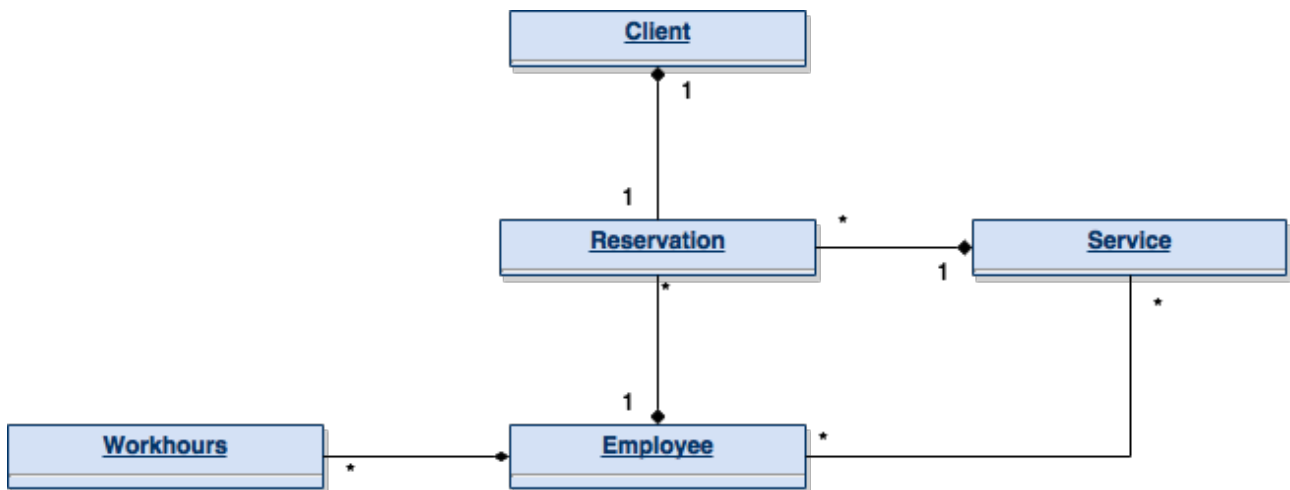 Client
1
1
Reservation
*
Service
1
*
*
1
Workhours
*
Employee
*